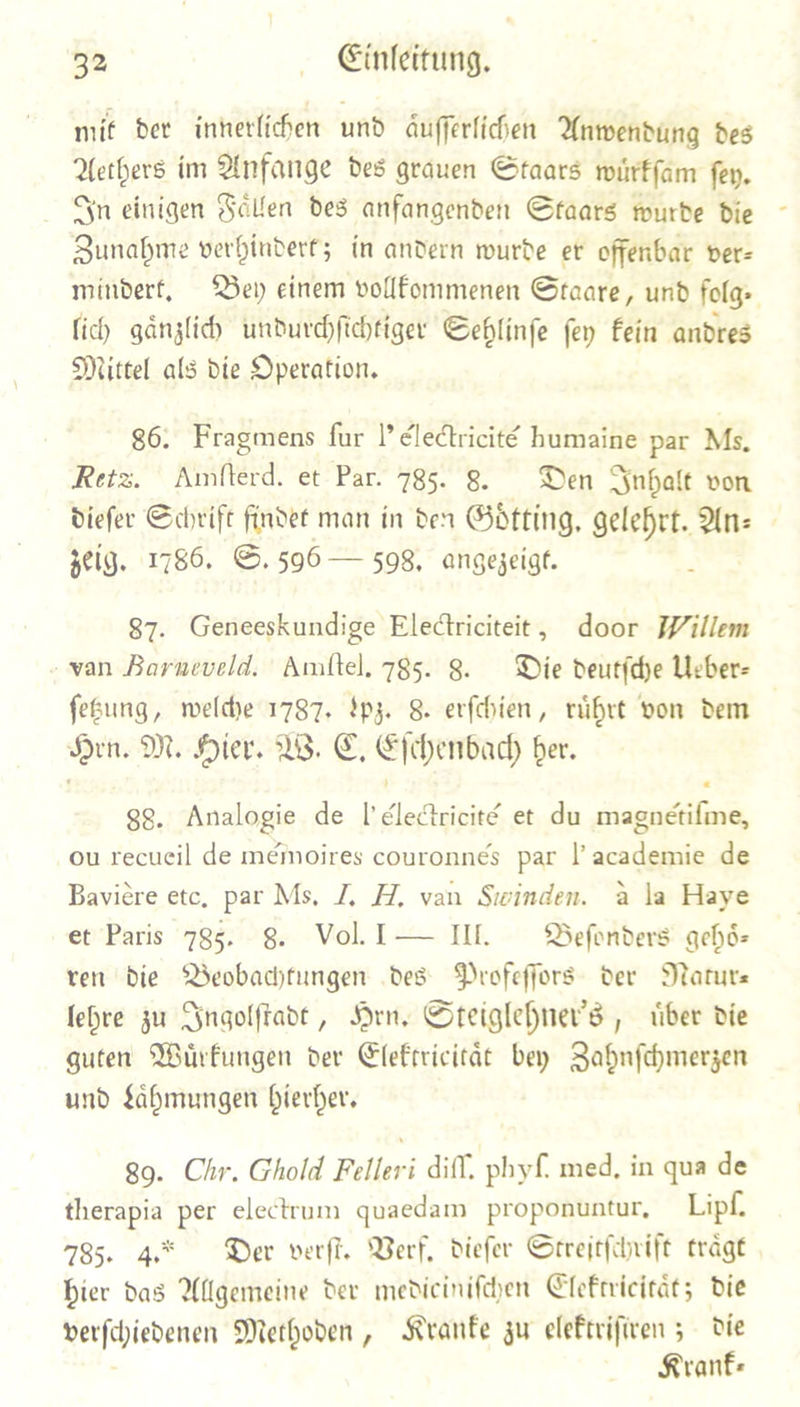 32 Einleitung.
mit der innerlichen und äusserlichen Anwendung des
Aethers im Anfange des grauen Staars würksam sey.
In einigen Fällen des anfangenden Staars wurde die
Zunahme verhindert; in andern wurde er offenbar ver-
mindert. Bey einem vollkommenen Staare, und folg-
lich gänzlich undurchsichtiger Sehlinse sey kein andres
Mittel als die Operation.
86. Fragmens sur l' électricité humaine par Ms.
Retz. Amsterd. et Par. 785. 8. Den Inhalt von
dieser Schrift findet man in den Götting. gelehrt. An-
zeig. 1786. S. 596 — 598. angezeigt.
87. Geneeskundige Electriciteit, door Willem
van Barneveld. Amstel. 785. 8. Die deutsche Ueber-
setzung, welche 1787. Lpz. 8. erschien, rührt von dem
Hrn. M. Hier. W. C. Eschenbach her.
88. Analogie de l' électricité et du magnétisme,
ou recueil de mémoires couronnés par l' academie de
Bavière etc. par Ms. I. H. van Swinden. à la Haye
et Paris 785. 8. Vol. I — III. Besonders gehö-
ren die Beobachtungen des Professors der Natur-
lehre zu Ingolstadt, Hrn. Steiglehner's, über die
guten Würkungen der Elektricität bey Zahnschmerzen
und Lähmungen hierher.
89. Chr. Ghold Felleri diss. phys. med. in qua de
therapia per electrum quaedam proponuntur. Lips.
785. 4.* Der verst. Verf. dieser Streitschrift trägt
hier das Allgemeine der medicinischen Elektricität; die
verschiedenen Methoden, Kranke zu elektrisiren; die
Krank-